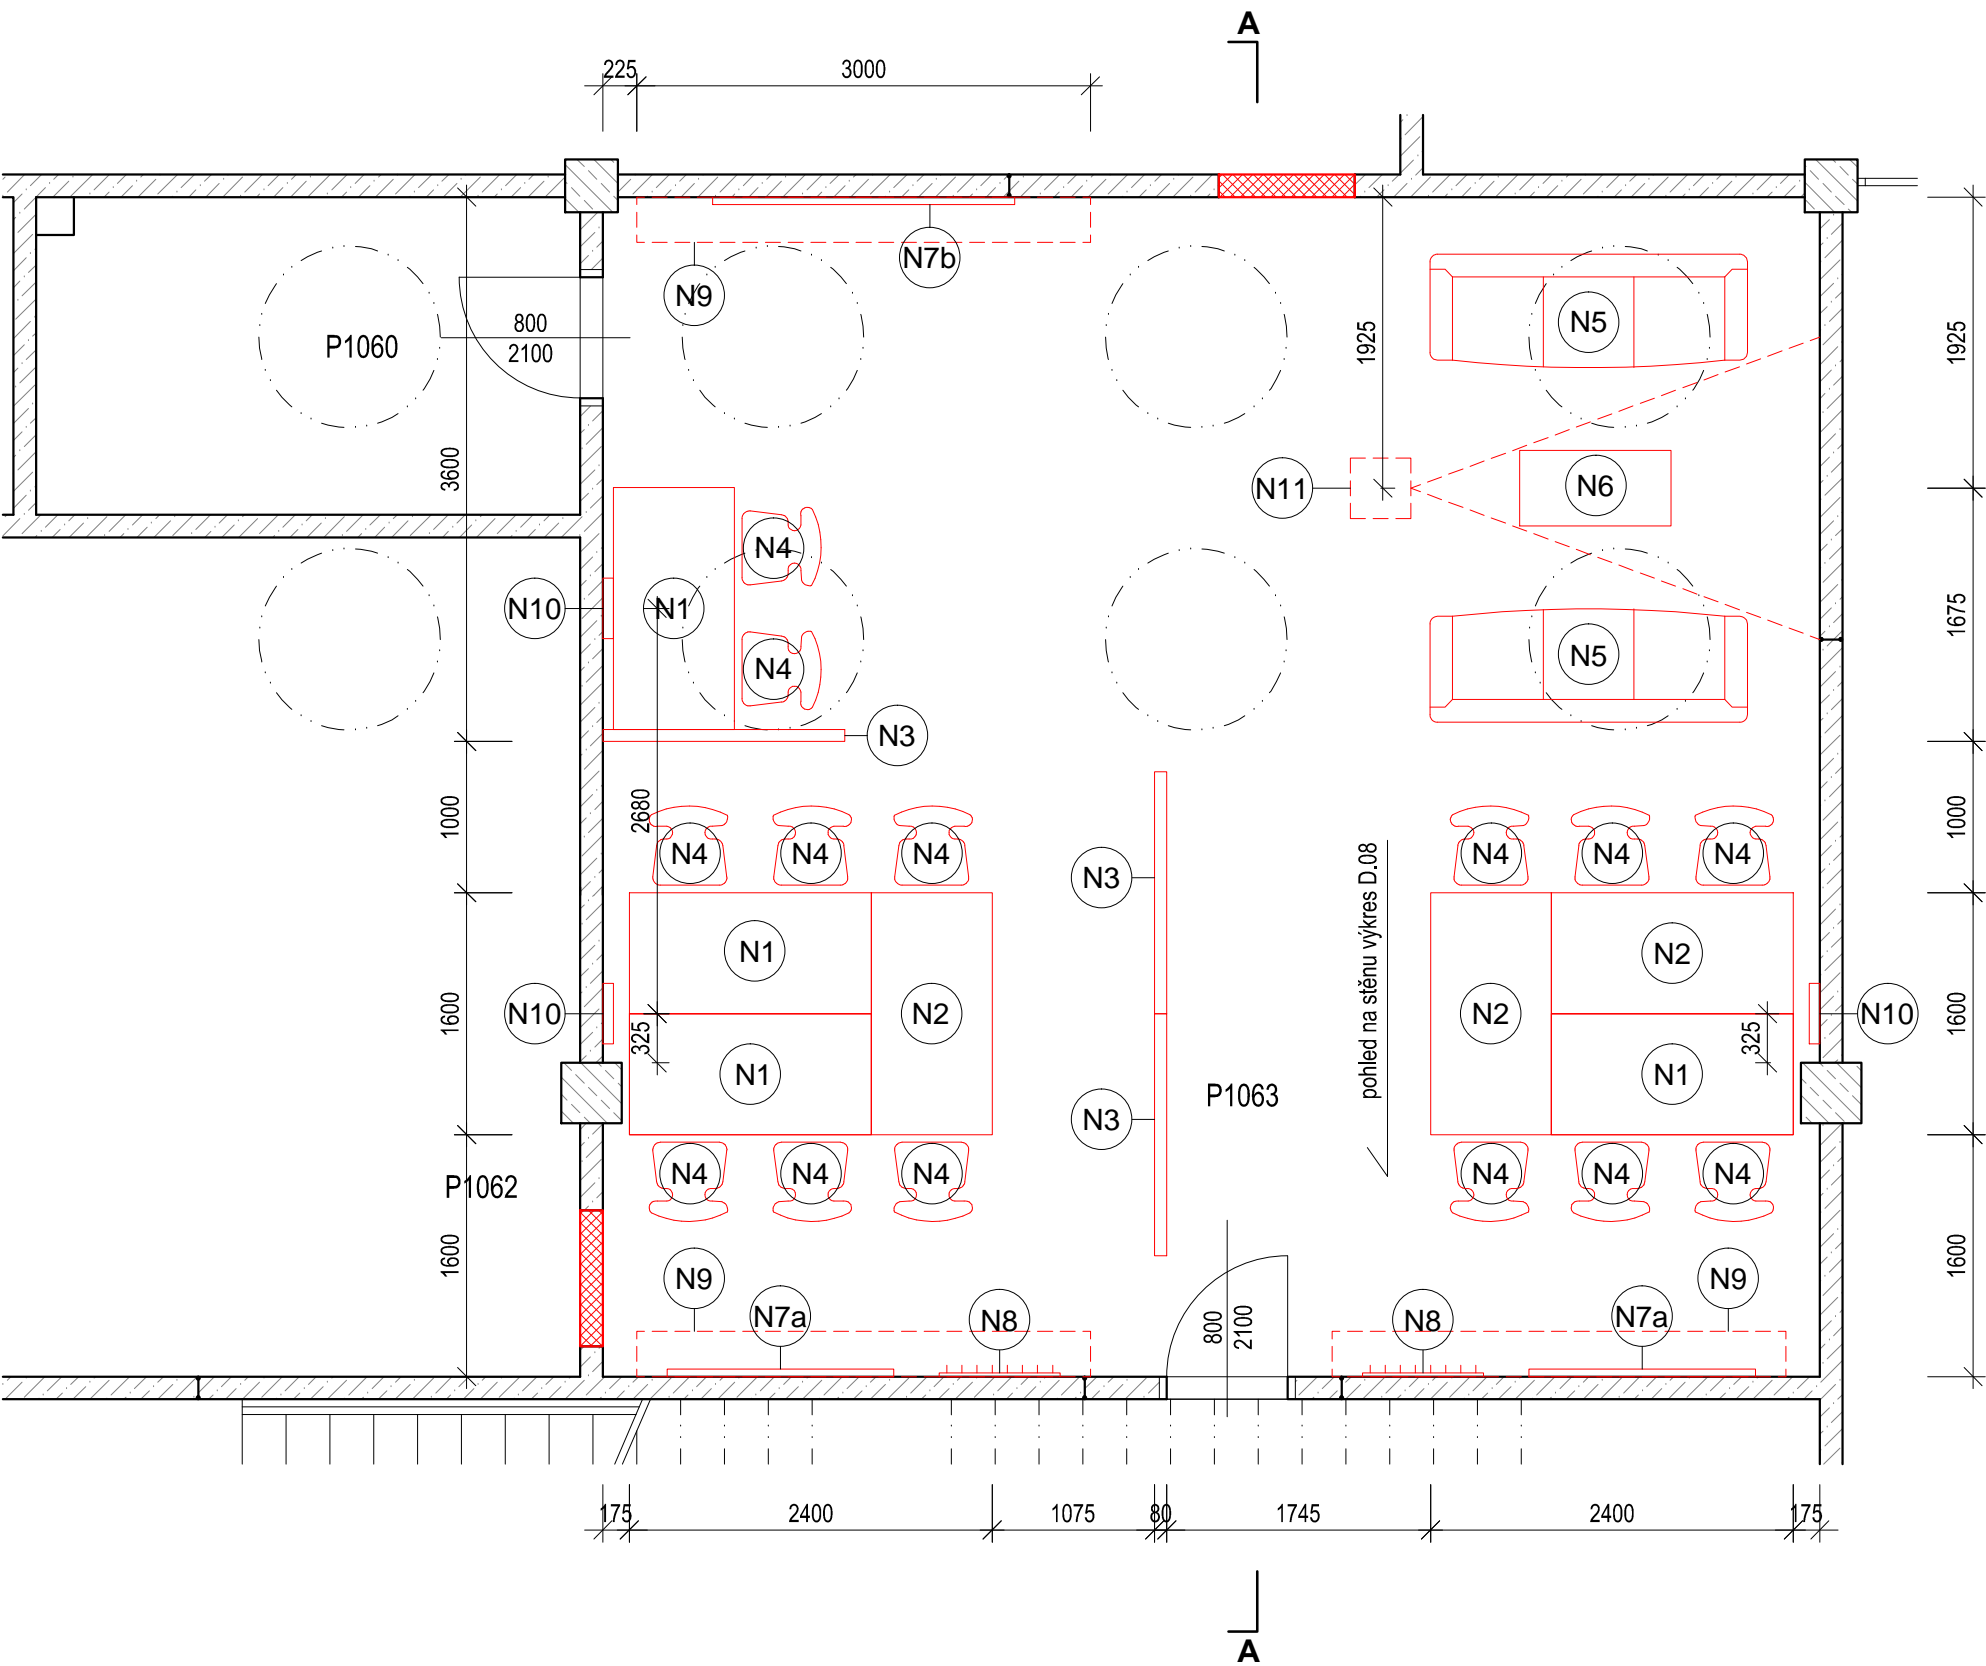 A
225
3000
N7b
N9
N5
P1060
800
2100
1925
1925
3600
N11
N6
N4
N10
N1
1675
N4
N5
N3
1000
2680
N4
N4
N4
N3
N4
N4
N4
1000
pohled na stěnu výkres D.08
N1
N2
N10
1600
325
N2
N2
325
N10
1600
N1
N1
P1063
N3
P1062
N4
N4
N4
N4
N4
N4
1600
1600
N9
N9
N7a
N8
800
2100
N8
N7a
175
2400
1075
80
1745
2400
175
A